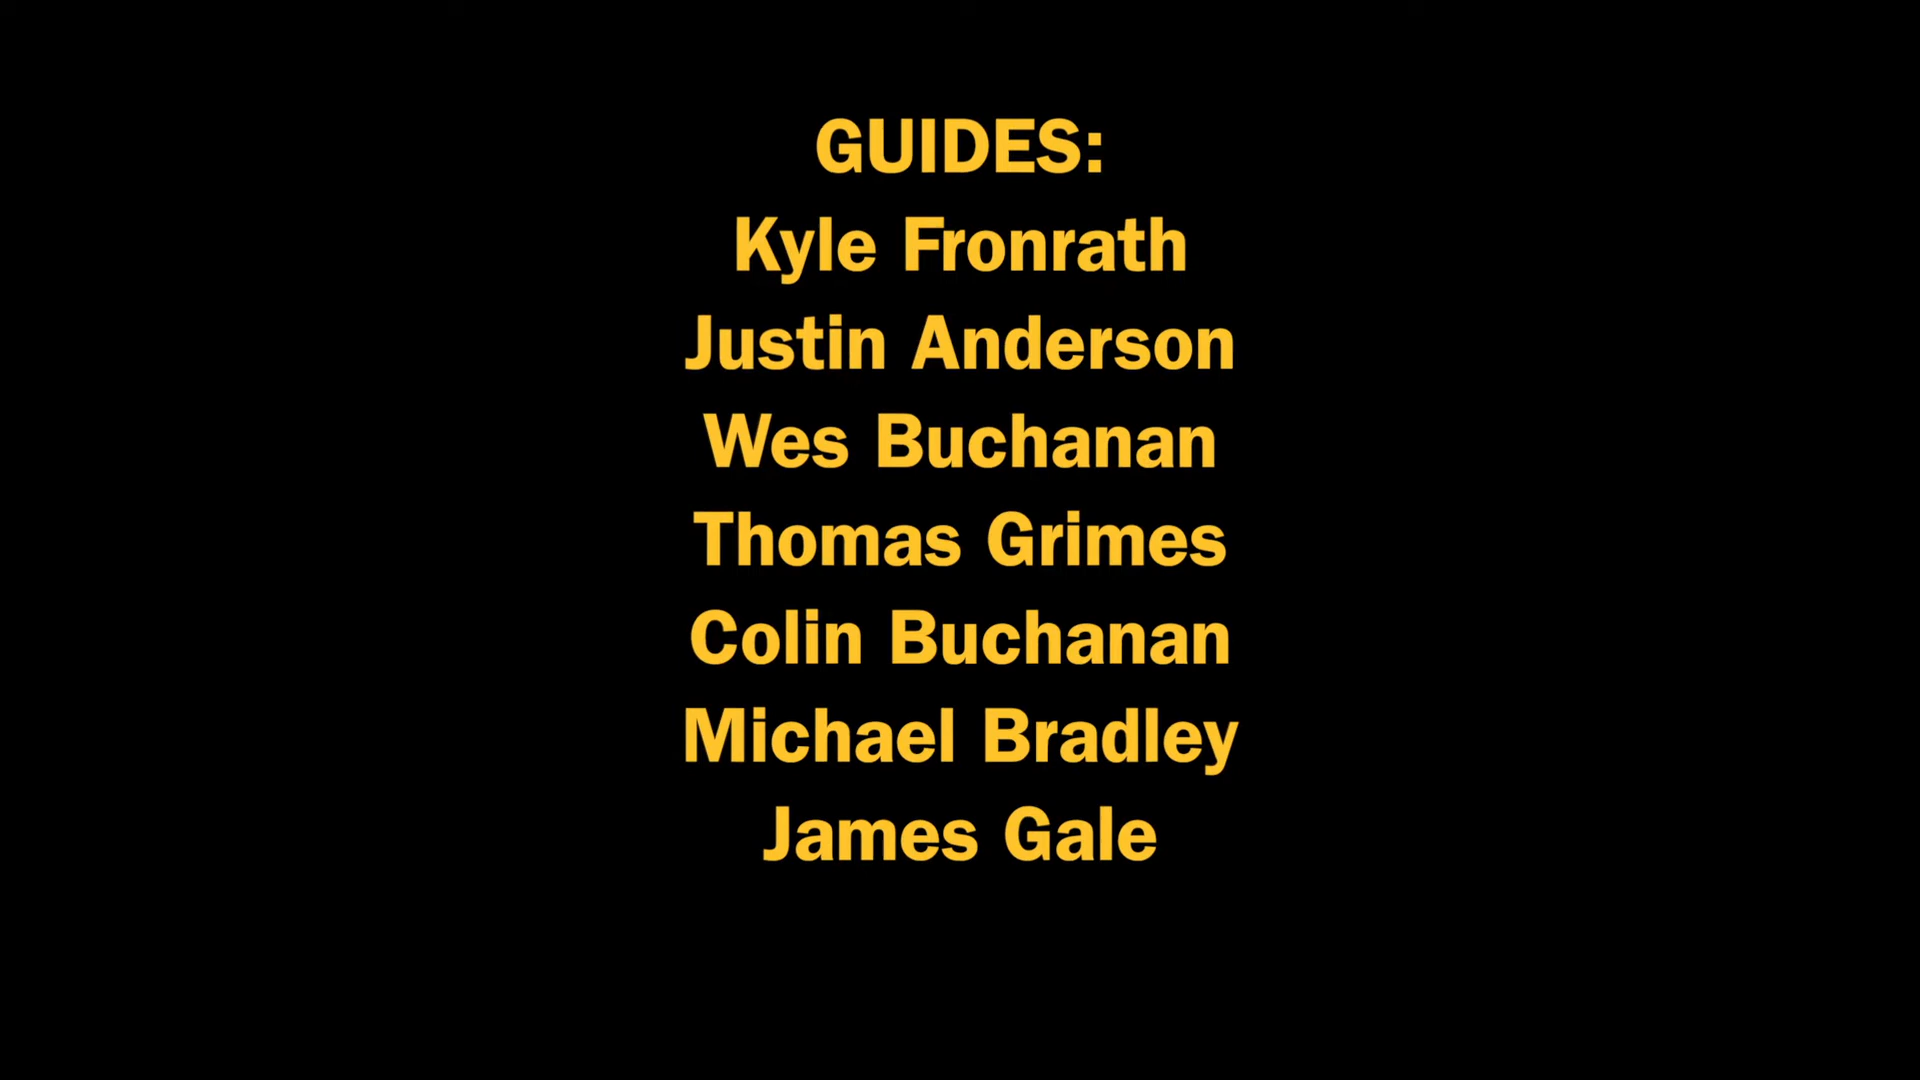 GUIDES:
Kyle Fronrath
Justin Anderson
Wes Buchanan
Thomas Grimes
Colin Buchanan
Michael Bradley
James Gale